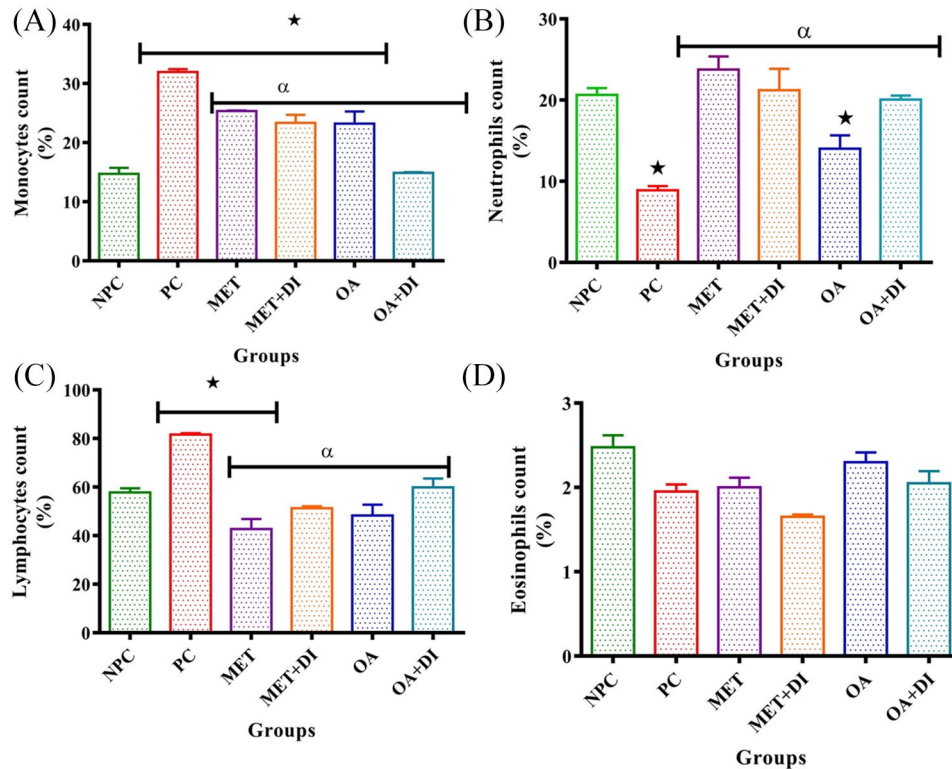 (A)
Monocytes count
(%)
40
30
20
10
0
★
α
NPC
PC
MET
MET+DI
OA
OA+DI
Groups
(B)
Neutrophils count
(%)
30
20
10
0
α
★
★
NPC
PC
MET
MET+DI
OA
OA+DI
Groups
(C)
Lymphocytes count
(%)
100
80
60
40
20
0
★
α
NPC
PC
MET
MET+DI
OA
OA+DI
Groups
(D)
Eosinophils count
(%)
3
2
1
0
NPC
PC
MET
MET+DI
OA
OA+DI
Groups